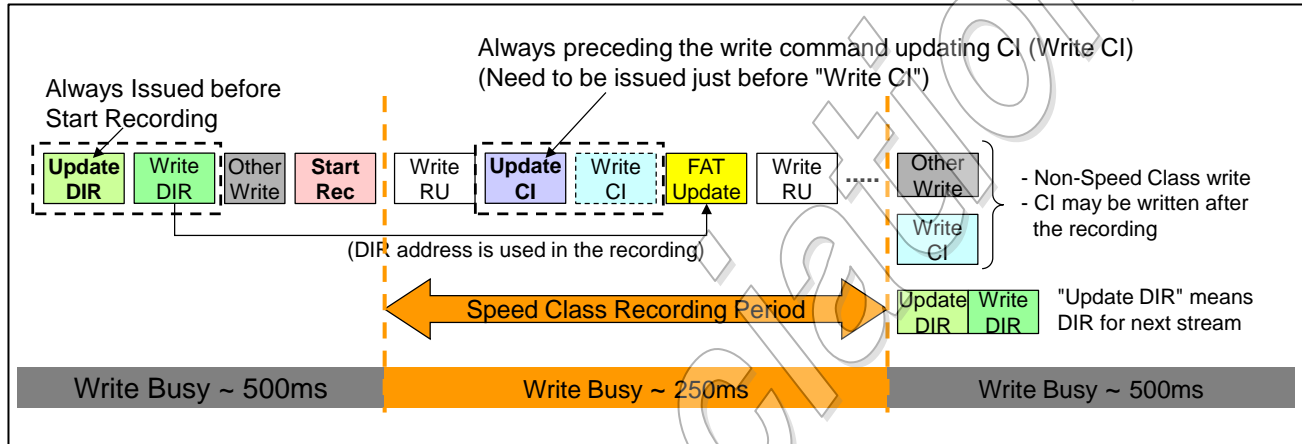 Always preceding the write command updating CI (Write CI)
(Need to be issued just before "Write CI")
Always Issued before
Start Recording
Update
DIR
Write
DIR
Other
Write
Start
Rec
Write
RU
Update
CI
Write
CI
FAT
Update
Write
RU
.....
Other
Write
- Non-Speed Class write
- CI may be written after
the recording
Write
CI
(DIR address is used in the recording)
Speed Class Recording Period
Update
DIR
Write
DIR
"Update DIR" means
DIR for next stream
Write Busy ~ 500ms
Write Busy ~ 250ms
Write Busy ~ 500ms